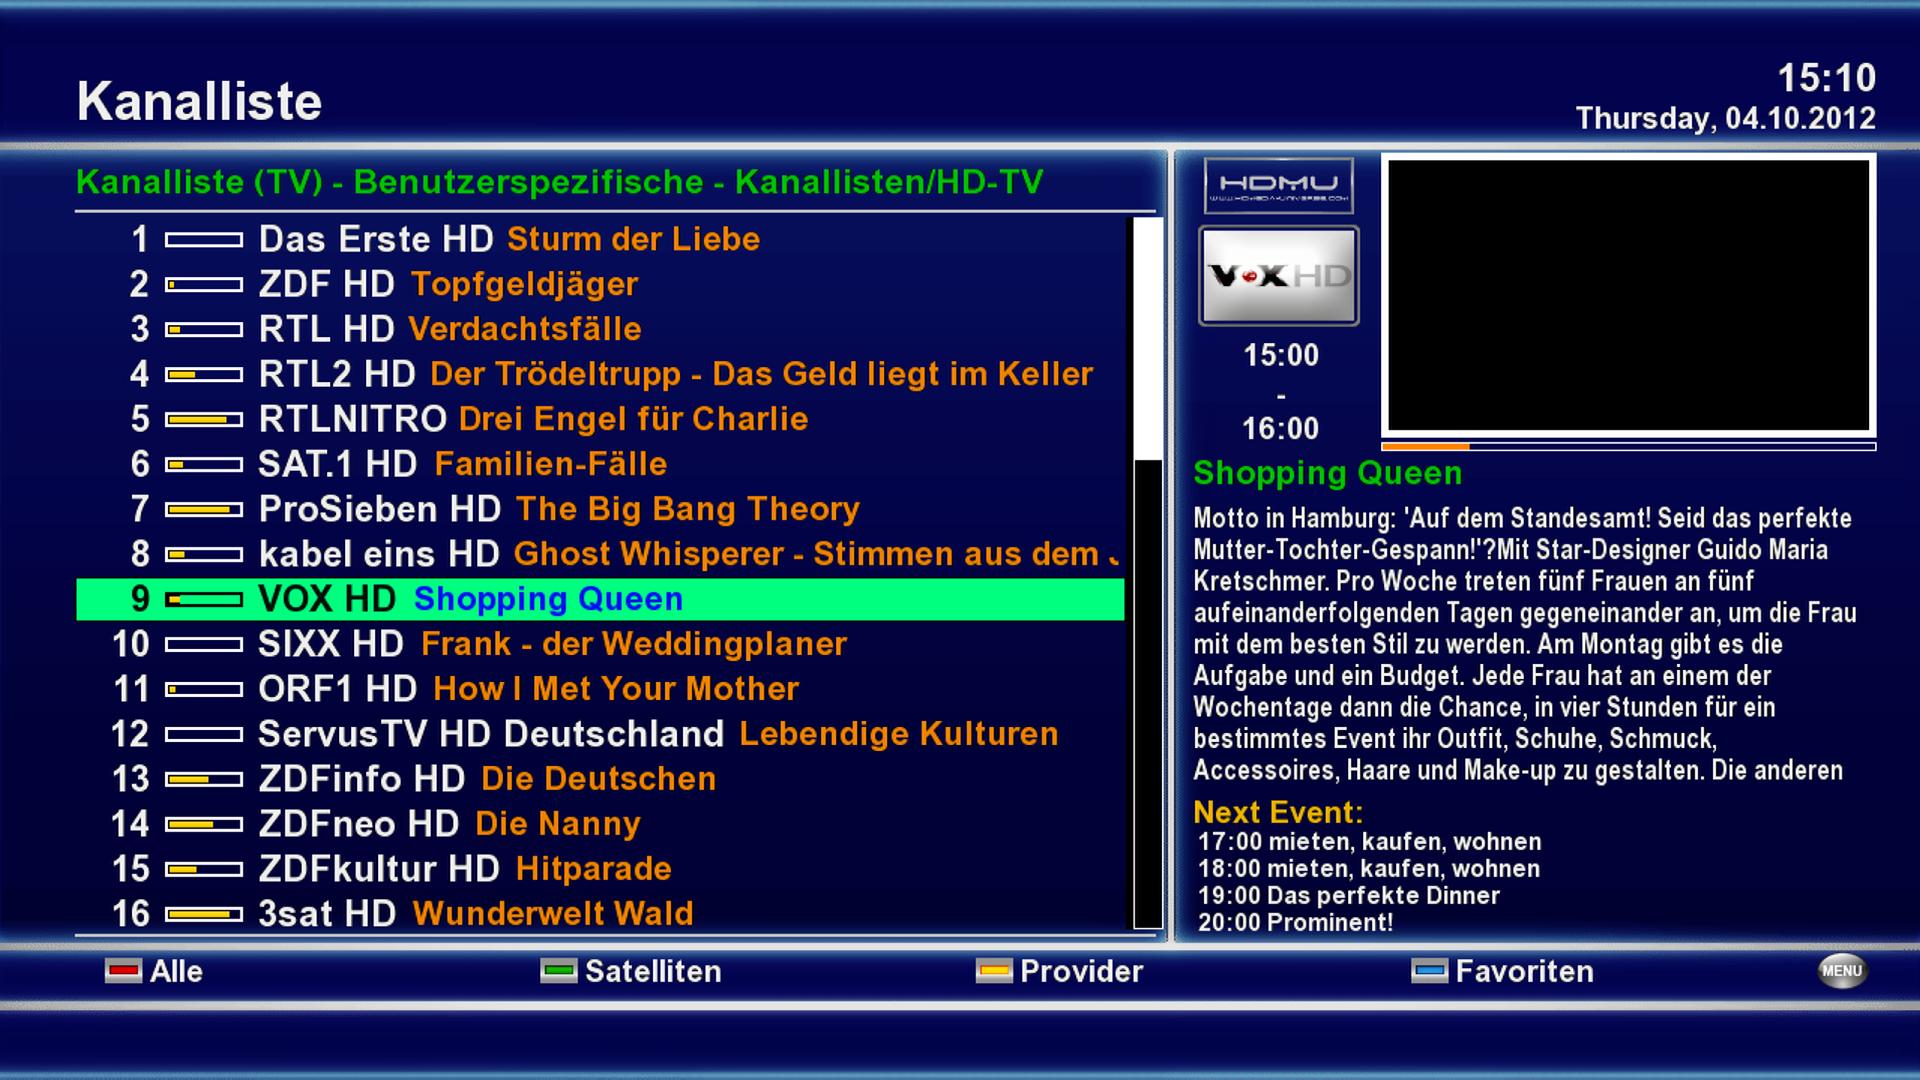 Kanalliste
15:10
Thursday, 04.10.2012
Kanalliste (TV) - Benutzerspezifische - Kanallisten/HD-TV
1 Das Erste HD Sturm der Liebe
2 ZDF HD Topfgeldjäger
3 RTL HD Verdachtsfälle
4 RTL2 HD Der Trödeltrupp - Das Geld liegt im Keller
5 RTLNITRO Drei Engel für Charlie
6 SAT.1 HD Familien-Fälle
7 ProSieben HD The Big Bang Theory
8 kabel eins HD Ghost Whisperer - Stimmen aus dem
9 VOX HD Shopping Queen
10 SIXX HD Frank - der Weddingplaner
11 ORF1 HD How I Met Your Mother
12 ServusTV HD Deutschland Lebendige Kulturen
13 ZDFinfo HD Die Deutschen
14 ZDFneo HD Die Nanny
15 ZDFkultur HD Hitparade
16 3sat HD Wunderwelt Wald
HDMU
VOX HD
15:00
-
16:00
Shopping Queen
Motto in Hamburg: 'Auf dem Standesamt! Seid das perfekte
Mutter-Tochter-Gespann!'?Mit Star-Designer Guido Maria
Kretschmer. Pro Woche treten fünf Frauen an fünf
aufeinanderfolgenden Tagen gegeneinander an, um die Frau
mit dem besten Stil zu werden. Am Montag gibt es die
Aufgabe und ein Budget. Jede Frau hat an einem der
Wochentage dann die Chance, in vier Stunden für ein
bestimmtes Event ihr Outfit, Schuhe, Schmuck,
Accessoires, Haare und Make-up zu gestalten. Die anderen
Next Event:
17:00 mieten, kaufen, wohnen
18:00 mieten, kaufen, wohnen
19:00 Das perfekte Dinner
20:00 Prominent!
Alle
Satelliten
Provider
Favoriten
MENU